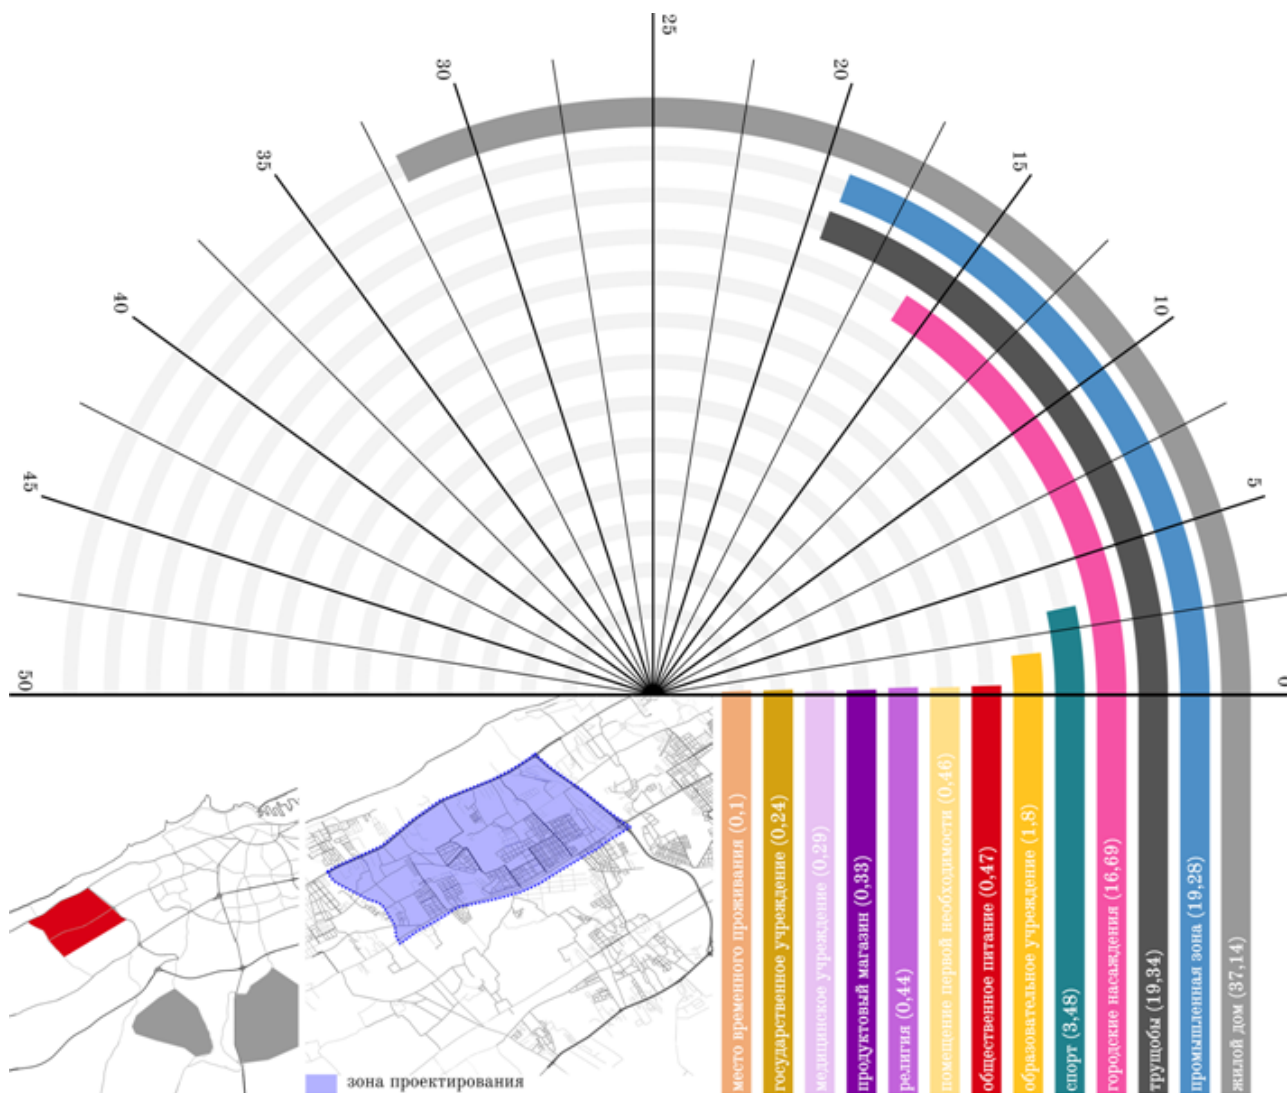 25
30
20
35
15
40
10
45
5
50
0
место временного проживания (0,1)
государственное учреждение (0,24)
медицинское учреждение (0,29)
продуктовый магазин (0,33)
религия (0,44)
помещение первой необходимости (0,46)
общественное питание (0,47)
образовательное учреждение (1,8)
спорт (3,48)
городские насаждения (16,69)
трущобы (19,34)
промышленная зона (19,28)
жилой дом (37,14)
зона проектирования